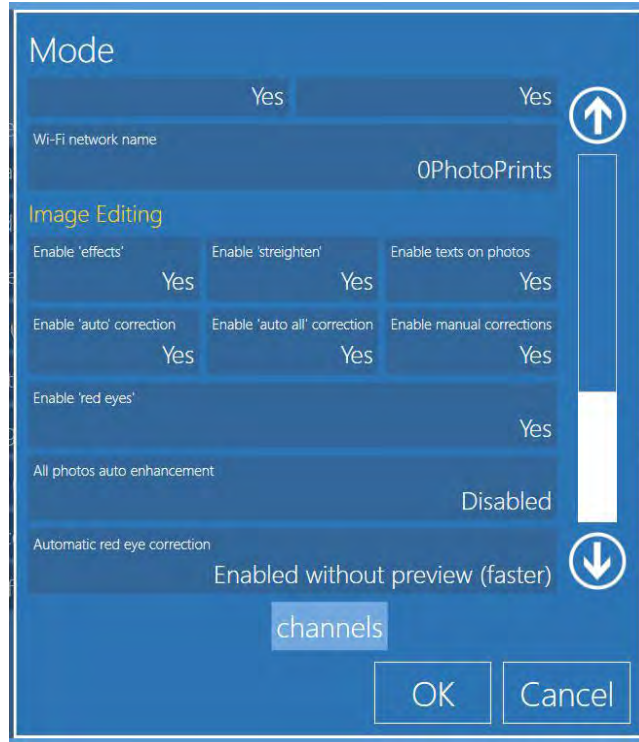 Mode
Yes Yes
Wi-Fi network name
0PhotoPrints
Image Editing
Enable 'effects' Enable 'streighten' Enable texts on photos
Yes Yes Yes
Enable 'auto' correction Enable 'auto all' correction Enable manual corrections
Yes Yes Yes
Enable 'red eyes'
Yes
All photos auto enhancement
Disabled
Automatic red eye correction
Enabled without preview (faster)
channels
OK Cancel